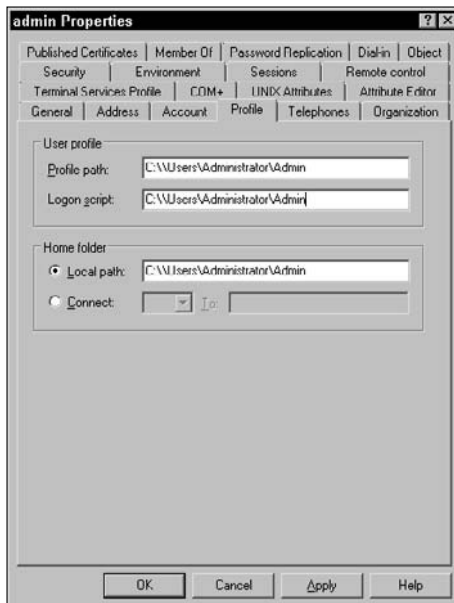 admin Properties ? X
Published Certificates Member Of Password Replication Dial-in Object
Security Environment Sessions Remote control
Terminal Services Profile COM+ UNIX Attributes Attribute Editor
General Address Account Profile Telephones Organization
User profile
Profile path: C:\\Users\Administrator\Admin
Logon script: C:\\Users\Administrator\Admin
Home folder
Local path: C:\\Users\Administrator\Admin
Connect: To:
OK Cancel Apply Help